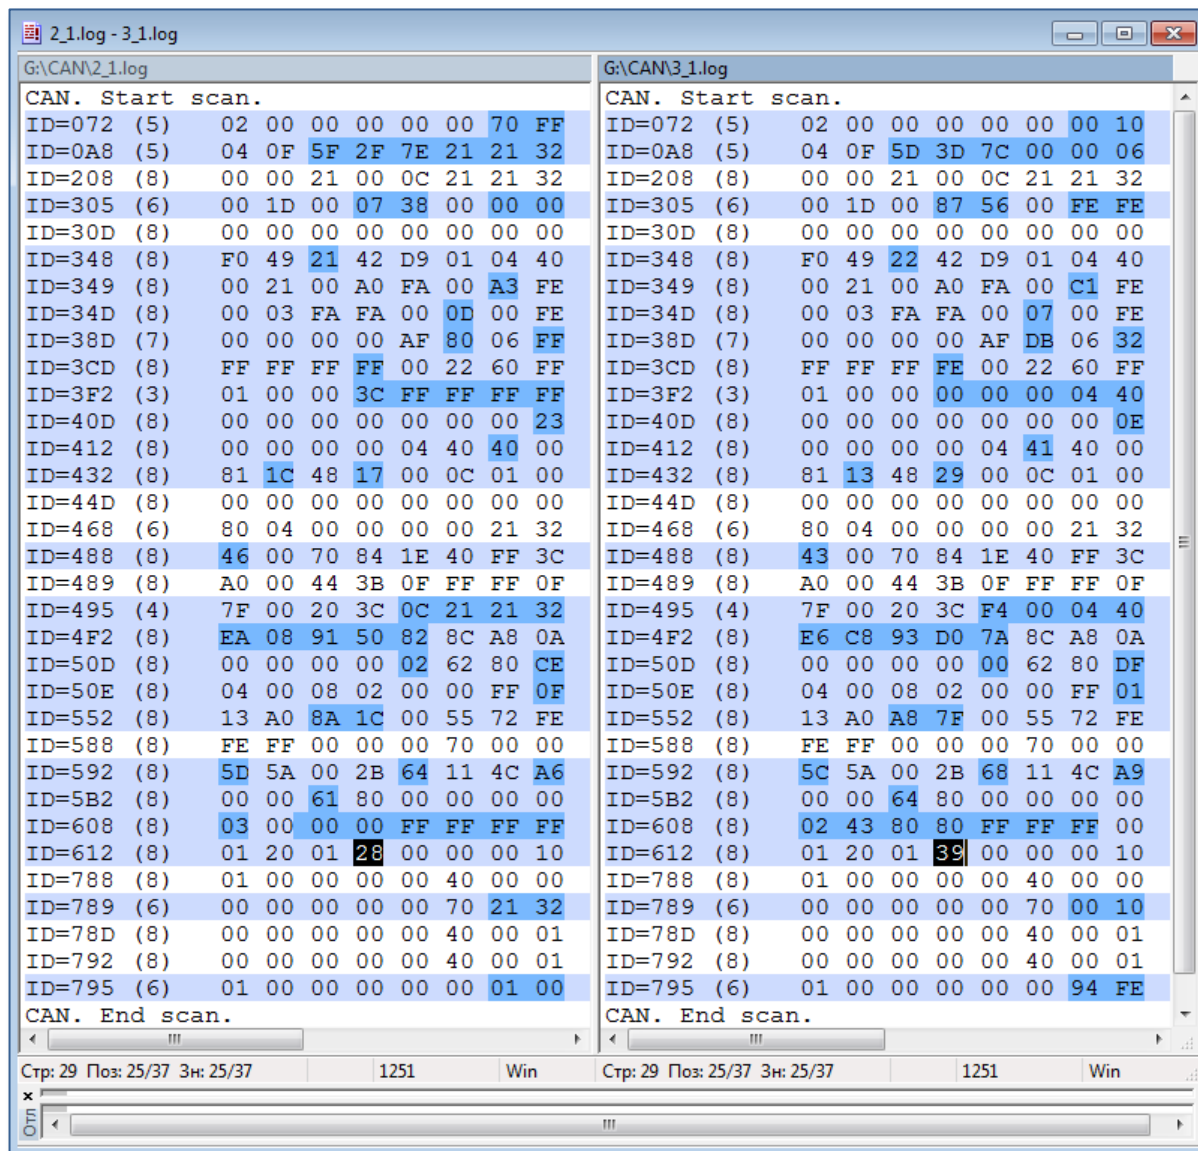 2_1.log - 3_1.log
G:\CAN\2_1.log
CAN. Start scan.
ID=072 (5) 02 00 00 00 00 00 70 FF
ID=0A8 (5) 04 0F 5F 2F 7E 21 21 32
ID=208 (8) 00 00 21 00 0C 21 21 32
ID=305 (6) 00 1D 00 07 38 00 00 00
ID=30D (8) 00 00 00 00 00 00 00 00
ID=348 (8) F0 49 21 42 D9 01 04 40
ID=349 (8) 00 21 00 A0 FA 00 A3 FE
ID=34D (8) 00 03 FA FA 00 0D 00 FE
ID=38D (7) 00 00 00 00 AF 80 06 FF
ID=3CD (8) FF FF FF FF 00 22 60 FF
ID=3F2 (3) 01 00 00 3C FF FF FF FF
ID=40D (8) 00 00 00 00 00 00 00 23
ID=412 (8) 00 00 00 00 04 40 40 00
ID=432 (8) 81 1C 48 17 00 0C 01 00
ID=44D (8) 00 00 00 00 00 00 00 00
ID=468 (6) 80 04 00 00 00 00 21 32
ID=488 (8) 46 00 70 84 1E 40 FF 3C
ID=489 (8) A0 00 44 3B 0F FF FF 0F
ID=495 (4) 7F 00 20 3C 0C 21 21 32
ID=4F2 (8) EA 08 91 50 82 8C A8 0A
ID=50D (8) 00 00 00 00 02 62 80 CE
ID=50E (8) 04 00 08 02 00 00 FF 0F
ID=552 (8) 13 A0 8A 1C 00 55 72 FE
ID=588 (8) FE FF 00 00 00 70 00 00
ID=592 (8) 5D 5A 00 2B 64 11 4C A6
ID=5B2 (8) 00 00 61 80 00 00 00 00
ID=608 (8) 03 00 00 00 FF FF FF FF
ID=612 (8) 01 20 01 28 00 00 00 10
ID=788 (8) 01 00 00 00 00 40 00 00
ID=789 (6) 00 00 00 00 00 70 21 32
ID=78D (8) 00 00 00 00 00 40 00 01
ID=792 (8) 00 00 00 00 00 40 00 01
ID=795 (6) 01 00 00 00 00 00 01 00
CAN. End scan.
Стр: 29 Поз: 25/37 Зн: 25/37 1251 Win
G:\CAN\3_1.log
CAN. Start scan.
ID=072 (5) 02 00 00 00 00 00 00 10
ID=0A8 (5) 04 0F 5D 3D 7C 00 00 06
ID=208 (8) 00 00 21 00 0C 21 21 32
ID=305 (6) 00 1D 00 87 56 00 FE FE
ID=30D (8) 00 00 00 00 00 00 00 00
ID=348 (8) F0 49 22 42 D9 01 04 40
ID=349 (8) 00 21 00 A0 FA 00 C1 FE
ID=34D (8) 00 03 FA FA 00 07 00 FE
ID=38D (7) 00 00 00 00 AF DB 06 32
ID=3CD (8) FF FF FF FE 00 22 60 FF
ID=3F2 (3) 01 00 00 00 00 00 04 40
ID=40D (8) 00 00 00 00 00 00 00 0E
ID=412 (8) 00 00 00 00 04 41 40 00
ID=432 (8) 81 13 48 29 00 0C 01 00
ID=44D (8) 00 00 00 00 00 00 00 00
ID=468 (6) 80 04 00 00 00 00 21 32
ID=488 (8) 43 00 70 84 1E 40 FF 3C
ID=489 (8) A0 00 44 3B 0F FF FF 0F
ID=495 (4) 7F 00 20 3C F4 00 04 40
ID=4F2 (8) E6 C8 93 D0 7A 8C A8 0A
ID=50D (8) 00 00 00 00 00 62 80 DF
ID=50E (8) 04 00 08 02 00 00 FF 01
ID=552 (8) 13 A0 A8 7F 00 55 72 FE
ID=588 (8) FE FF 00 00 00 70 00 00
ID=592 (8) 5C 5A 00 2B 68 11 4C A9
ID=5B2 (8) 00 00 64 80 00 00 00 00
ID=608 (8) 02 43 80 80 FF FF FF 00
ID=612 (8) 01 20 01 39 00 00 00 10
ID=788 (8) 01 00 00 00 00 40 00 00
ID=789 (6) 00 00 00 00 00 70 00 10
ID=78D (8) 00 00 00 00 00 40 00 01
ID=792 (8) 00 00 00 00 00 40 00 01
ID=795 (6) 01 00 00 00 00 00 94 FE
CAN. End scan.
Стр: 29 Поз: 25/37 Зн: 25/37 1251 Win
Отл